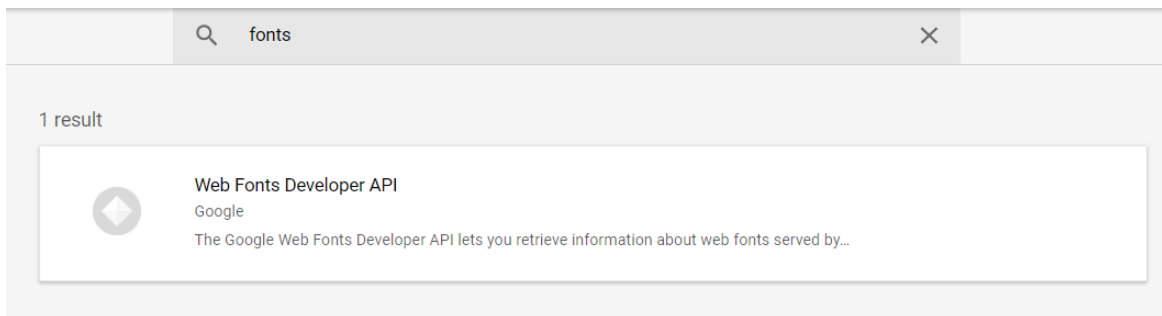 fonts
1 result
Web Fonts Developer API
Google
The Google Web Fonts Developer API lets you retrieve information about web fonts served by...